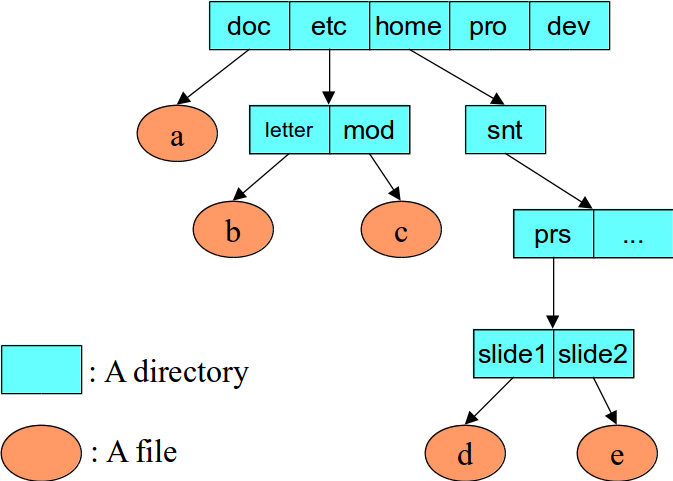 doc etc home pro dev
a letter mod snt
b c prs ...
slide1 slide2
: A directory
d e
: A file